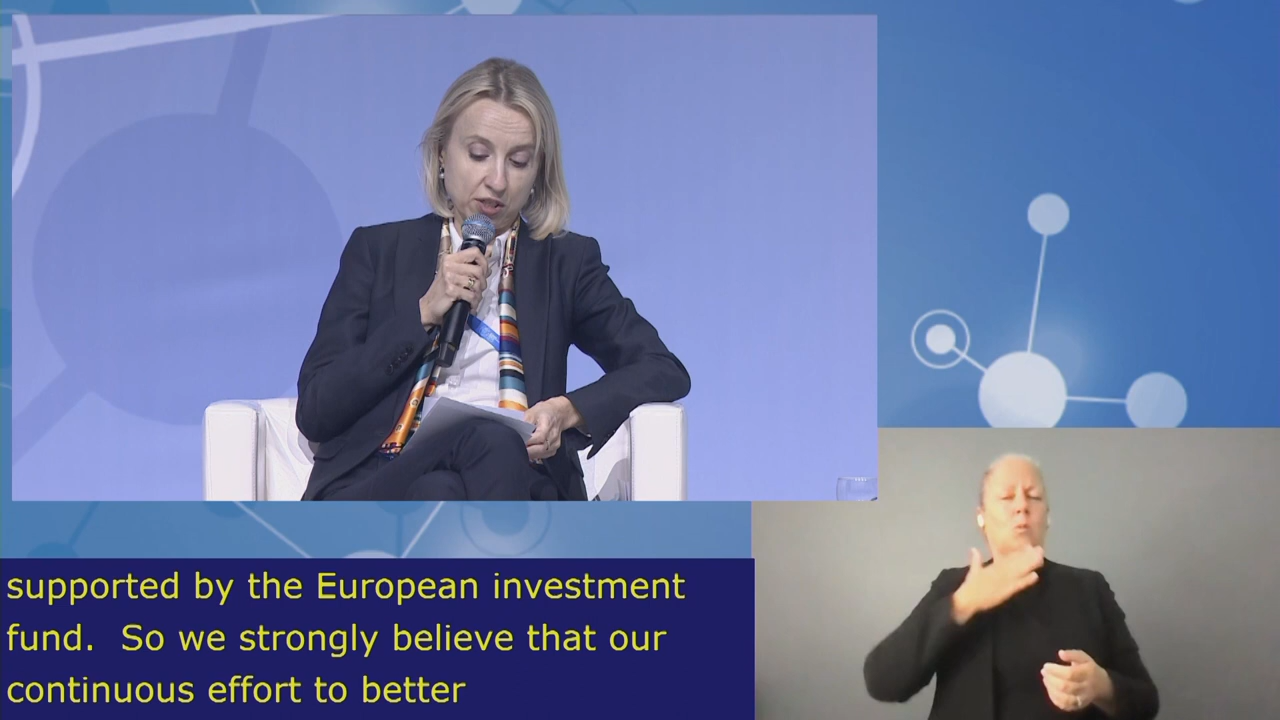 supported by the European investment
fund.  So we strongly believe that our
continuous effort to better